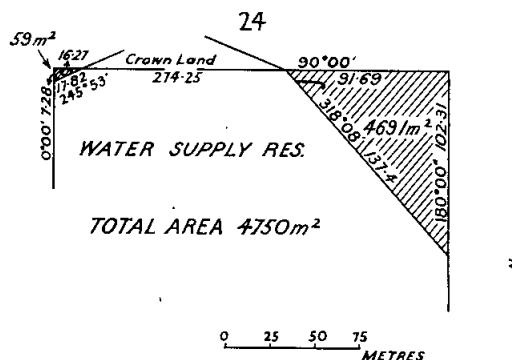 24
59m²
16·27
Crown Land
90°00'
17·82
274·25
91·69
245°53'
0°00' 7·28
318°08'
137·4
4691m²
180°00"
102·31
WATER SUPPLY RES.
TOTAL AREA 4750m²
0 25 50 75
METRES